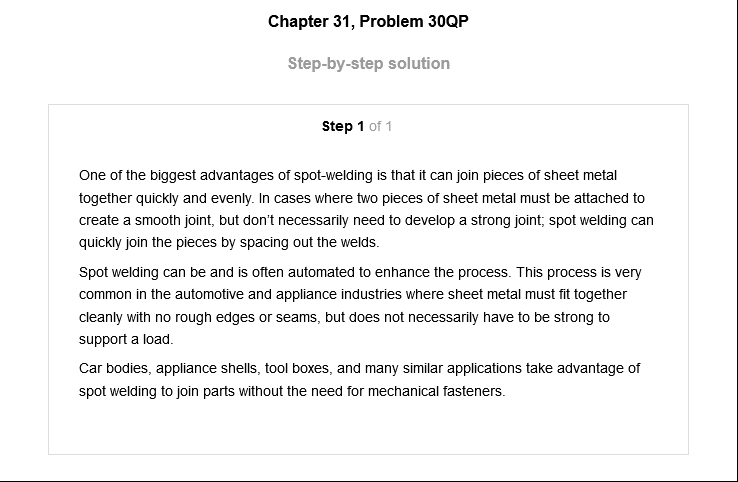 Chapter 31, Problem 30QP
Step-by-step solution
Step 1 of 1
One of the biggest advantages of spot-welding is that it can join pieces of sheet metal
together quickly and evenly. In cases where two pieces of sheet metal must be attached to
create a smooth joint, but don’t necessarily need to develop a strong joint; spot welding can
quickly join the pieces by spacing out the welds.
Spot welding can be and is often automated to enhance the process. This process is very
common in the automotive and appliance industries where sheet metal must fit together
cleanly with no rough edges or seams, but does not necessarily have to be strong to
support a load.
Car bodies, appliance shells, tool boxes, and many similar applications take advantage of
spot welding to join parts without the need for mechanical fasteners.